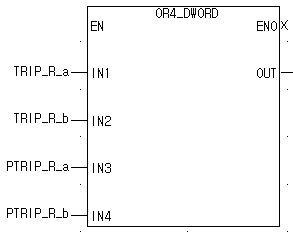 OR4_DWORD
EN ENO X
TRIP_R_a IN1 OUT
TRIP_R_b IN2
PTRIP_R_a IN3
PTRIP_R_b IN4